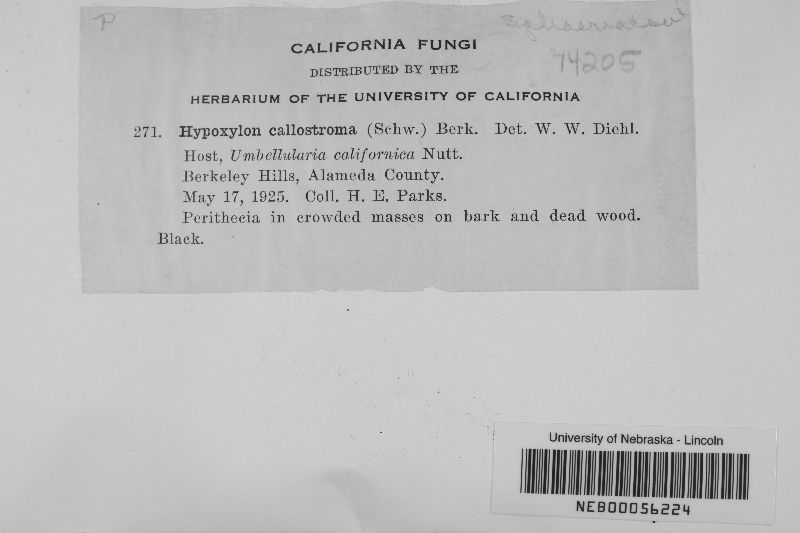 P
74205
CALIFORNIA FUNGI
DISTRIBUTED BY THE
HERBARIUM OF THE UNIVERSITY OF CALIFORNIA
271. Hypoxylon callostroma (Schw.) Berk. Det. W. W. Diehl.
Host, Umbellularia californica Nutt.
Berkeley Hills, Alameda County.
May 17, 1925. Coll. H. E. Parks.
Perithecia in crowded masses on bark and dead wood.
Black.
University of Nebraska - Lincoln
NEB00056224